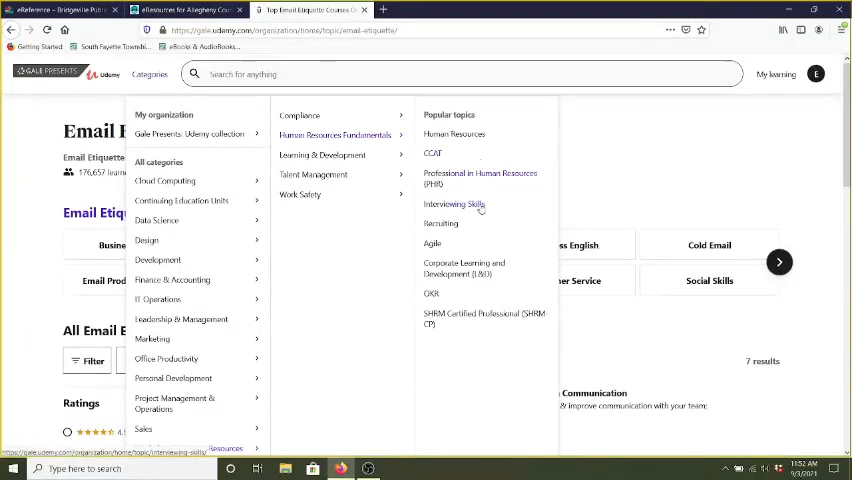 eReference – Bridgeville Public
eResources for Allegheny Coun
Top Email Etiquette Courses O
https://gale.udemy.com/organization/home/topic/email-etiquette/
Getting Started
South Fayette Townshi...
eBooks & AudioBooks...
GALE PRESENTS
Udemy
Categories
Search for anything
My learning
E
My organization
Gale Presents: Udemy collection
All categories
Cloud Computing
Continuing Education Units
Data Science
Design
Development
Finance & Accounting
IT Operations
Leadership & Management
Marketing
Office Productivity
Personal Development
Project Management &
Operations
Sales
Resources
Compliance
Human Resources Fundamentals
Learning & Development
Talent Management
Work Safety
Popular topics
Human Resources
CCAT
Professional in Human Resources
(PHR)
Interviewing Skills
Recruiting
Agile
Corporate Learning and
Development (L&D)
OKR
SHRM Certified Professional (SHRM-
CP)
Email E
Email Etiquette
176,657 learne
Email Etiq
Busine
ss English
Cold Email
Email Prod
mer Service
Social Skills
All Email E
Filter
7 results
Ratings
4.5
Communication
& improve communication with your team;
https://gale.udemy.com/organization/home/topic/interviewing-skills/
Type here to search
11:52 AM
9/3/2021